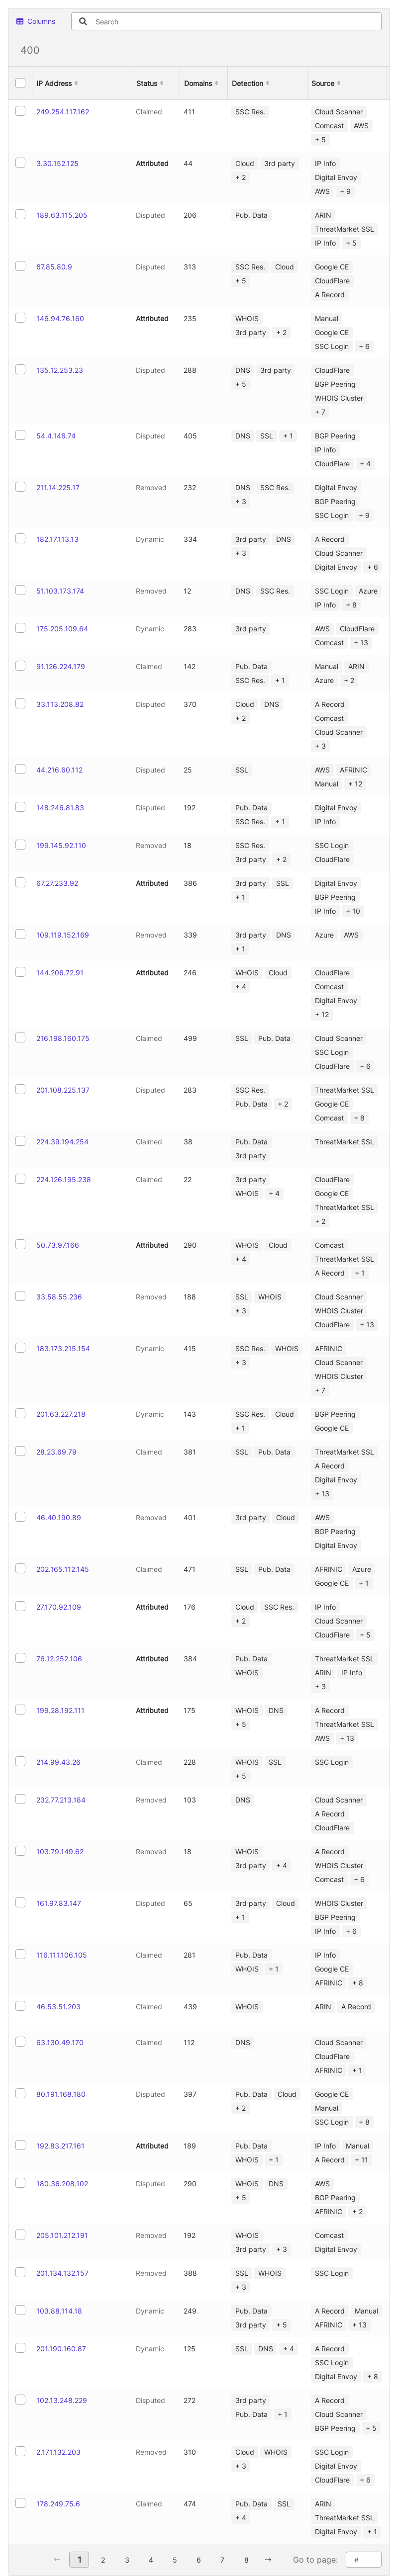 Columns
Search
400
IP Address Status Domains Detection Source
249.254.117.162 Claimed 411 SSC Res. Cloud Scanner
Comcast AWS
+ 5
3.30.152.125 Attributed 44 Cloud 3rd party IP Info
+ 2 Digital Envoy
AWS + 9
189.63.115.205 Disputed 206 Pub. Data ARIN
ThreatMarket SSL
IP Info + 5
67.85.80.9 Disputed 313 SSC Res. Cloud Google CE
+ 5 CloudFlare
A Record
146.94.76.160 Attributed 235 WHOIS Manual
3rd party + 2 Google CE
SSC Login + 6
135.12.253.23 Disputed 288 DNS 3rd party CloudFlare
+ 5 BGP Peering
WHOIS Cluster
+ 7
54.4.146.74 Disputed 405 DNS SSL + 1 BGP Peering
IP Info
CloudFlare + 4
211.14.225.17 Removed 232 DNS SSC Res. Digital Envoy
+ 3 BGP Peering
SSC Login + 9
182.17.113.13 Dynamic 334 3rd party DNS A Record
+ 3 Cloud Scanner
Digital Envoy + 6
51.103.173.174 Removed 12 DNS SSC Res. SSC Login Azure
IP Info + 8
175.205.109.64 Dynamic 283 3rd party AWS CloudFlare
Comcast + 13
91.126.224.179 Claimed 142 Pub. Data Manual ARIN
SSC Res. + 1 Azure + 2
33.113.208.82 Disputed 370 Cloud DNS A Record
+ 2 Comcast
Cloud Scanner
+ 3
44.216.60.112 Disputed 25 SSL AWS AFRINIC
Manual + 12
148.246.81.83 Disputed 192 Pub. Data Digital Envoy
SSC Res. + 1 IP Info
199.145.92.110 Removed 18 SSC Res. SSC Login
3rd party + 2 CloudFlare
67.27.233.92 Attributed 386 3rd party SSL Digital Envoy
+ 1 BGP Peering
IP Info + 10
109.119.152.169 Removed 339 3rd party DNS Azure AWS
+ 1
144.206.72.91 Attributed 246 WHOIS Cloud CloudFlare
+ 4 Comcast
Digital Envoy
+ 12
216.198.160.175 Claimed 499 SSL Pub. Data Cloud Scanner
SSC Login
CloudFlare + 6
201.108.225.137 Disputed 283 SSC Res. ThreatMarket SSL
Pub. Data + 2 Google CE
Comcast + 8
224.39.194.254 Claimed 38 Pub. Data ThreatMarket SSL
3rd party
224.126.195.238 Claimed 22 3rd party CloudFlare
WHOIS + 4 Google CE
ThreatMarket SSL
+ 2
50.73.97.166 Attributed 290 WHOIS Cloud Comcast
+ 4 ThreatMarket SSL
A Record + 1
33.58.55.236 Removed 188 SSL WHOIS Cloud Scanner
+ 3 WHOIS Cluster
CloudFlare + 13
183.173.215.154 Dynamic 415 SSC Res. WHOIS AFRINIC
+ 3 Cloud Scanner
WHOIS Cluster
+ 7
201.63.227.218 Dynamic 143 SSC Res. Cloud BGP Peering
+ 1 Google CE
28.23.69.79 Claimed 381 SSL Pub. Data ThreatMarket SSL
A Record
Digital Envoy
+ 13
46.40.190.89 Removed 401 3rd party Cloud AWS
BGP Peering
Digital Envoy
202.165.112.145 Claimed 471 SSL Pub. Data AFRINIC Azure
Google CE + 1
27.170.92.109 Attributed 176 Cloud SSC Res. IP Info
+ 2 Cloud Scanner
CloudFlare + 5
76.12.252.106 Attributed 384 Pub. Data ThreatMarket SSL
WHOIS ARIN IP Info
+ 3
199.28.192.111 Attributed 175 WHOIS DNS A Record
+ 5 ThreatMarket SSL
AWS + 13
214.99.43.26 Claimed 228 WHOIS SSL SSC Login
+ 5
232.77.213.184 Removed 103 DNS Cloud Scanner
A Record
CloudFlare
103.79.149.62 Removed 18 WHOIS A Record
3rd party + 4 WHOIS Cluster
Comcast + 6
161.97.83.147 Disputed 65 3rd party Cloud WHOIS Cluster
+ 1 BGP Peering
IP Info + 6
116.111.106.105 Claimed 281 Pub. Data IP Info
WHOIS + 1 Google CE
AFRINIC + 8
46.53.51.203 Claimed 439 WHOIS ARIN A Record
63.130.49.170 Claimed 112 DNS Cloud Scanner
CloudFlare
AFRINIC + 1
80.191.168.180 Disputed 397 Pub. Data Cloud Google CE
+ 2 Manual
SSC Login + 8
192.83.217.161 Attributed 189 Pub. Data IP Info Manual
WHOIS + 1 A Record + 11
180.36.208.102 Disputed 290 WHOIS DNS AWS
+ 5 BGP Peering
AFRINIC + 2
205.101.212.191 Removed 192 WHOIS Comcast
3rd party + 3 Digital Envoy
201.134.132.157 Removed 388 SSL WHOIS SSC Login
+ 3
103.88.114.18 Dynamic 249 Pub. Data A Record Manual
3rd party + 5 AFRINIC + 13
201.190.160.87 Dynamic 125 SSL DNS + 4 A Record
SSC Login
Digital Envoy + 8
102.13.248.229 Disputed 272 3rd party A Record
Pub. Data + 1 Cloud Scanner
BGP Peering + 5
2.171.132.203 Removed 310 Cloud WHOIS SSC Login
+ 3 Digital Envoy
CloudFlare + 6
178.249.75.6 Claimed 474 Pub. Data SSL ARIN
+ 4 ThreatMarket SSL
Digital Envoy + 1
← 1 2 3 4 5 6 7 8 → Go to page: #